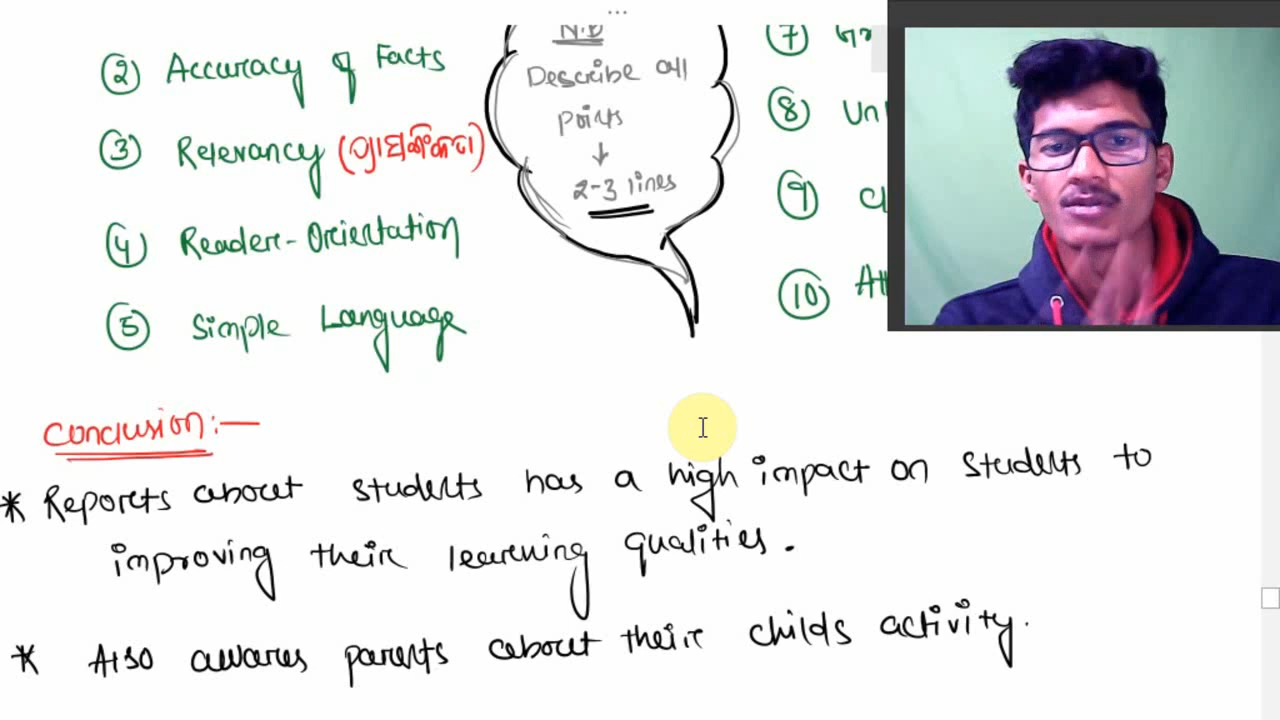 ② Accuracy of Facts
③ Relevancy (ପ୍ରାସଙ୍ଗିକତା)
④ Reader-Orientation
⑤ Simple Language
N.B
Describe all
points
↓
2-3 lines
⑦
⑧
⑨
⑩
Conclusion:—
* Reports about students has a high impact on students to
improving their learning qualities.
* Also awares parents about their childs activity.